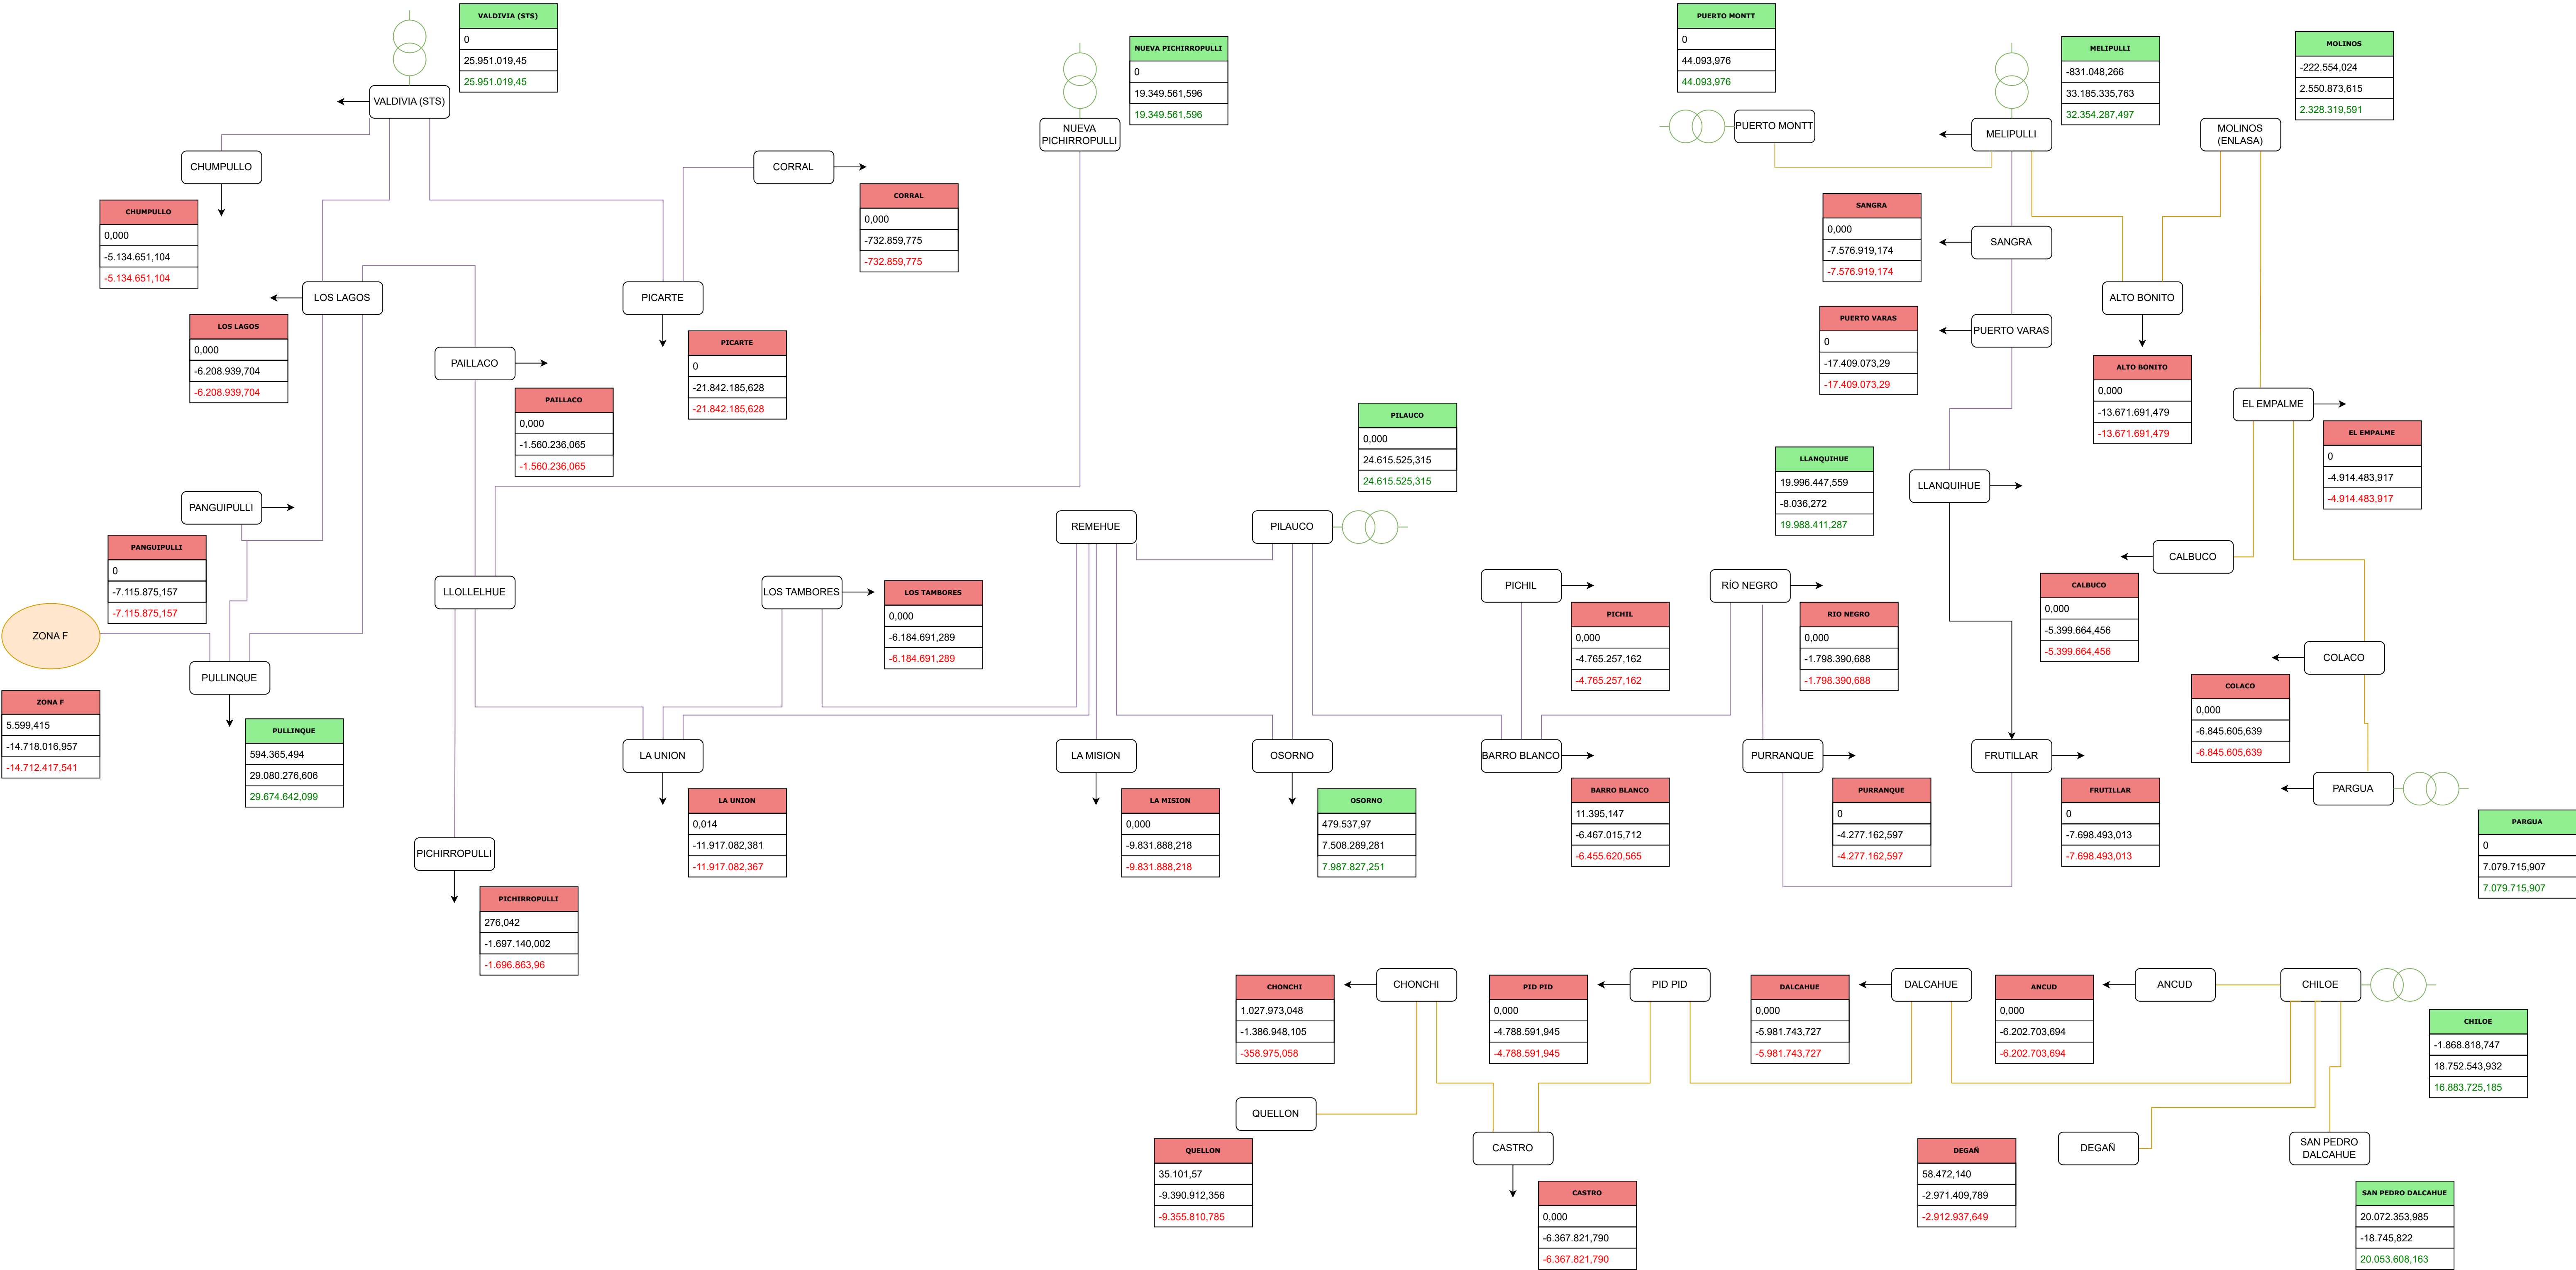 VALDIVIA (STS)
0
25.951.019,45
25.951.019,45
VALDIVIA (STS)
NUEVA PICHIRROPULLI
0
19.349.561,596
19.349.561,596
NUEVA
PICHIRROPULLI
PUERTO MONTT
0
44.093,976
44.093,976
PUERTO MONTT
MELIPULLI
-831.048,266
33.185.335,763
32.354.287,497
MELIPULLI
MOLINOS
-222.554,024
2.550.873,615
2.328.319,591
MOLINOS
(ENLASA)
CHUMPULLO
CHUMPULLO
0,000
-5.134.651,104
-5.134.651,104
CORRAL
CORRAL
0,000
-732.859,775
-732.859,775
SANGRA
0,000
-7.576.919,174
-7.576.919,174
SANGRA
LOS LAGOS
LOS LAGOS
0,000
-6.208.939,704
-6.208.939,704
PICARTE
PICARTE
0
-21.842.185,628
-21.842.185,628
PUERTO VARAS
0
-17.409.073,29
-17.409.073,29
PUERTO VARAS
ALTO BONITO
ALTO BONITO
0,000
-13.671.691,479
-13.671.691,479
PAILLACO
PAILLACO
0,000
-1.560.236,065
-1.560.236,065
EL EMPALME
EL EMPALME
0
-4.914.483,917
-4.914.483,917
PILAUCO
0,000
24.615.525,315
24.615.525,315
LLANQUIHUE
19.996.447,559
-8.036,272
19.988.411,287
LLANQUIHUE
PANGUIPULLI
PANGUIPULLI
0
-7.115.875,157
-7.115.875,157
REMEHUE
PILAUCO
CALBUCO
CALBUCO
0,000
-5.399.664,456
-5.399.664,456
LLOLLELHUE
LOS TAMBORES
LOS TAMBORES
0,000
-6.184.691,289
-6.184.691,289
PICHIL
PICHIL
0,000
-4.765.257,162
-4.765.257,162
RÍO NEGRO
RIO NEGRO
0,000
-1.798.390,688
-1.798.390,688
ZONA F
ZONA F
5.599,415
-14.718.016,957
-14.712.417,541
PULLINQUE
PULLINQUE
594.365,494
29.080.276,606
29.674.642,099
COLACO
COLACO
0,000
-6.845.605,639
-6.845.605,639
LA UNION
LA UNION
0,014
-11.917.082,381
-11.917.082,367
LA MISION
LA MISION
0,000
-9.831.888,218
-9.831.888,218
OSORNO
OSORNO
479.537,97
7.508.289,281
7.987.827,251
BARRO BLANCO
BARRO BLANCO
11.395,147
-6.467.015,712
-6.455.620,565
PURRANQUE
PURRANQUE
0
-4.277.162,597
-4.277.162,597
FRUTILLAR
FRUTILLAR
0
-7.698.493,013
-7.698.493,013
PARGUA
PARGUA
0
7.079.715,907
7.079.715,907
PICHIRROPULLI
PICHIRROPULLI
276,042
-1.697.140,002
-1.696.863,96
CHONCHI
1.027.973,048
-1.386.948,105
-358.975,058
CHONCHI
PID PID
0,000
-4.788.591,945
-4.788.591,945
PID PID
DALCAHUE
0,000
-5.981.743,727
-5.981.743,727
DALCAHUE
ANCUD
0,000
-6.202.703,694
-6.202.703,694
ANCUD
CHILOE
CHILOE
-1.868.818,747
18.752.543,932
16.883.725,185
QUELLON
QUELLON
35.101,57
-9.390.912,356
-9.355.810,785
CASTRO
CASTRO
0,000
-6.367.821,790
-6.367.821,790
DEGAÑ
58.472,140
-2.971.409,789
-2.912.937,649
DEGAÑ
SAN PEDRO
DALCAHUE
SAN PEDRO DALCAHUE
20.072.353,985
-18.745,822
20.053.608,163